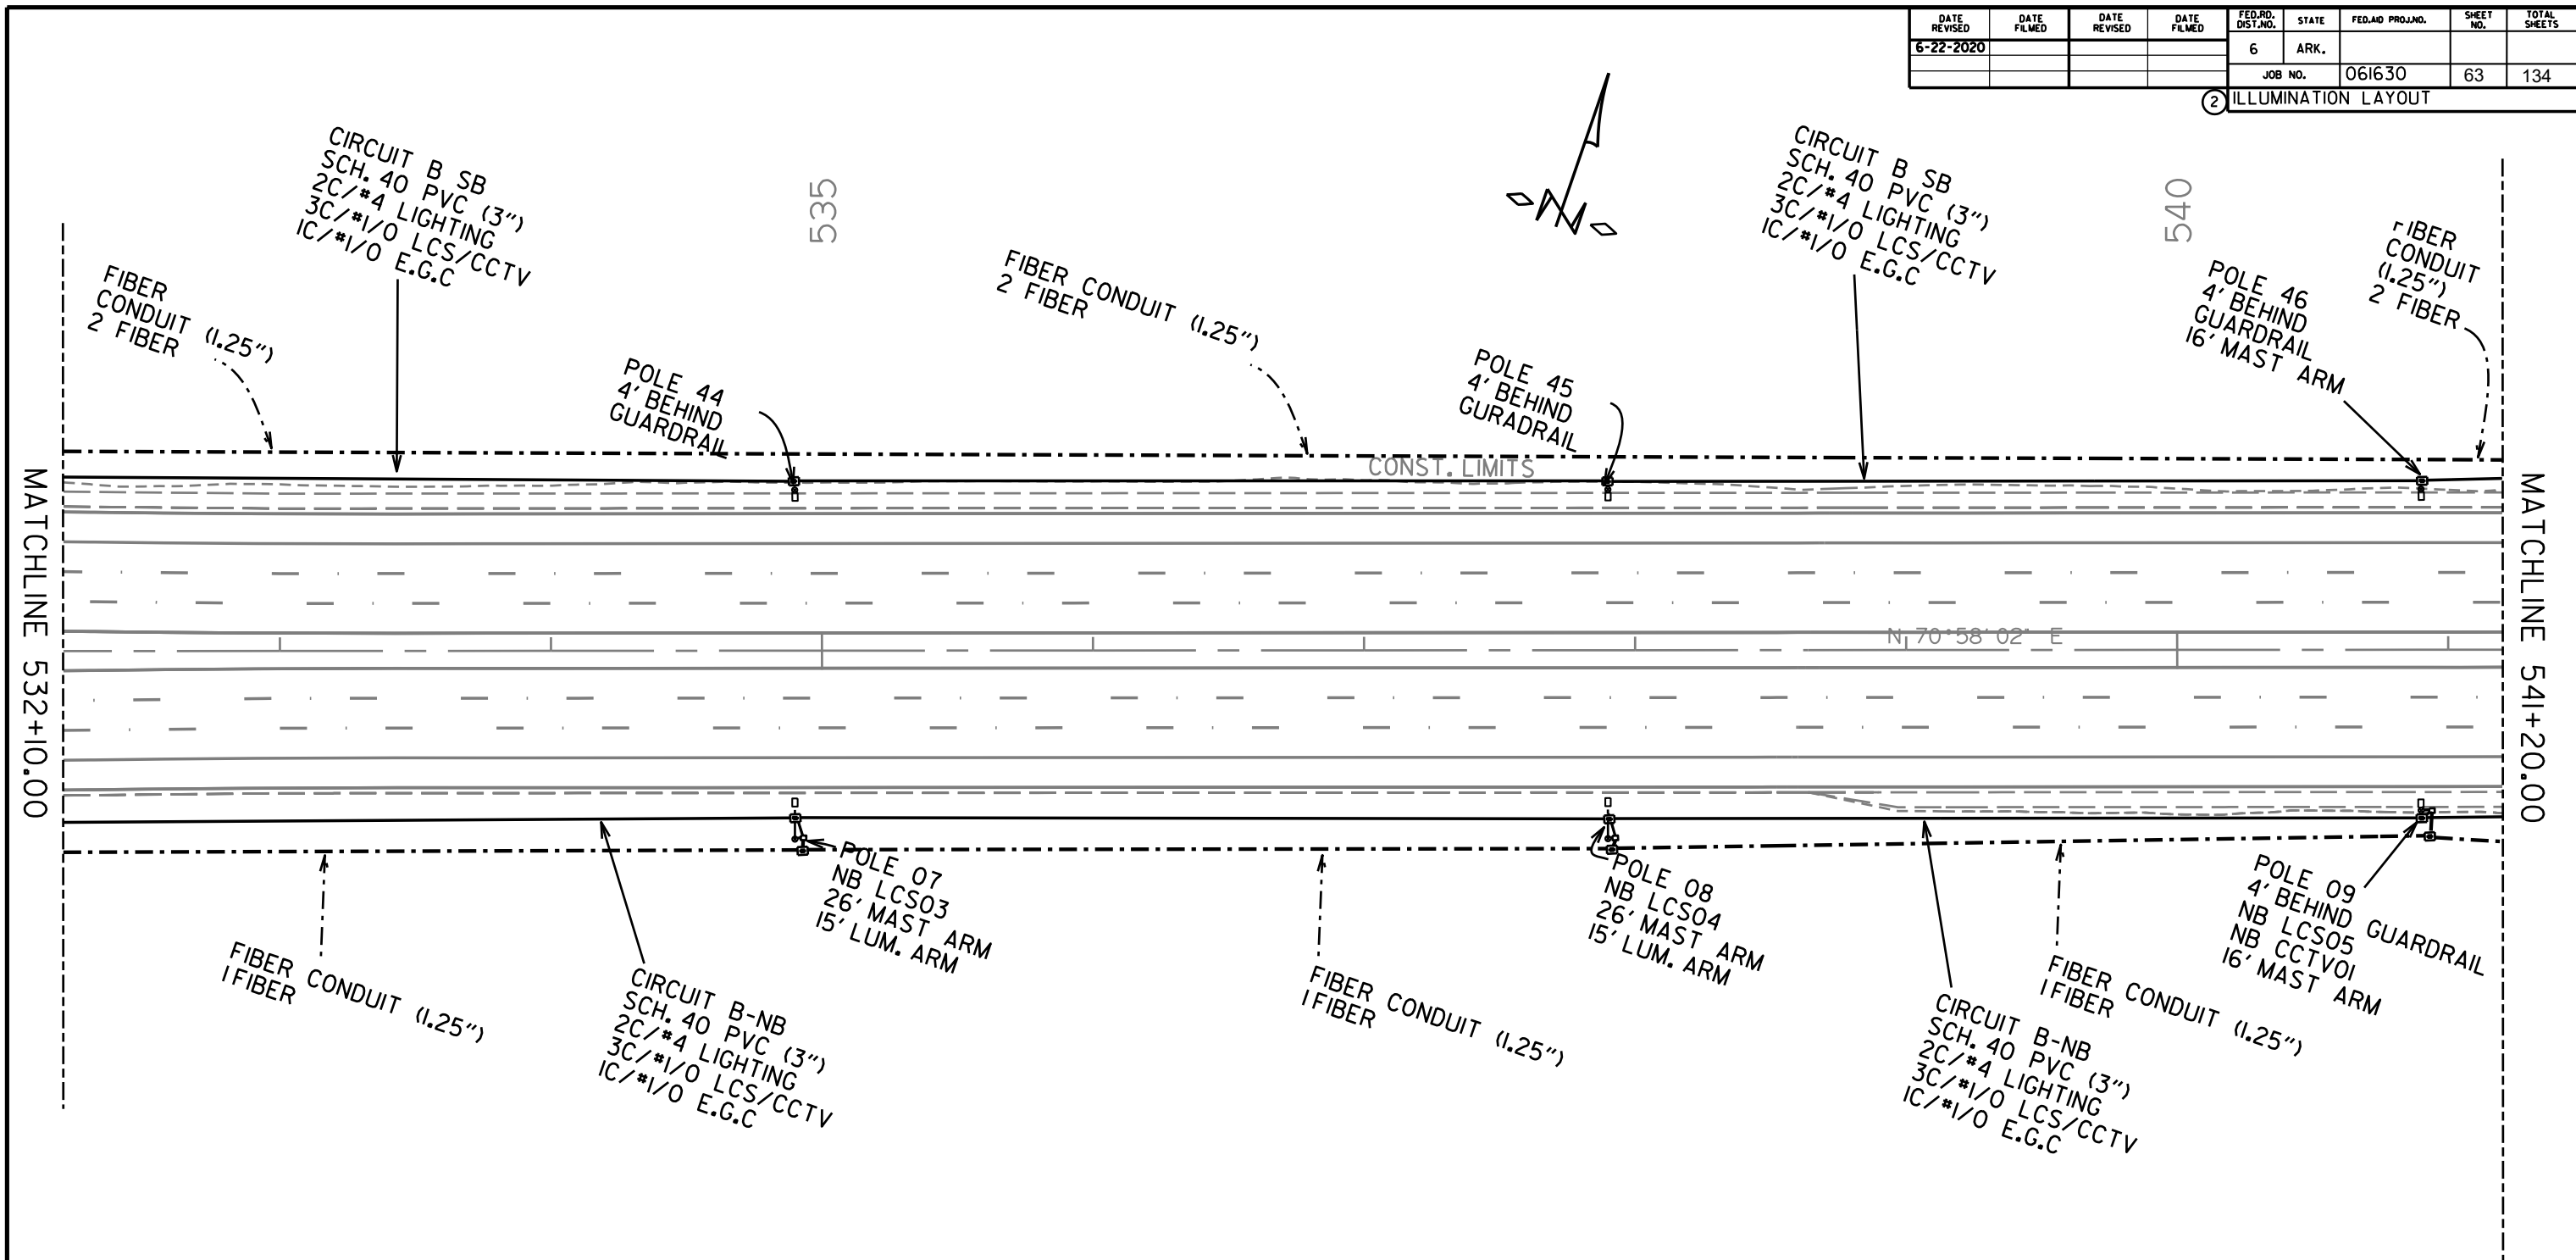 DATE REVISED
DATE FILMED
DATE REVISED
DATE FILMED
FED.RD. DIST.NO.
STATE
FED.AID PROJ.NO.
SHEET NO.
TOTAL SHEETS
6-22-2020
6
ARK.
JOB NO.
061630
63
134
2
ILLUMINATION LAYOUT
CIRCUIT B SB
SCH. 40 PVC (3")
2C/#4 LIGHTING
3C/#1/0 LCS/CCTV
1C/#1/0 E.G.C
FIBER
CONDUIT (1.25")
2 FIBER
535
POLE 44
4' BEHIND
GUARDRAIL
FIBER CONDUIT (1.25")
2 FIBER
N
POLE 45
4' BEHIND
GURADRAIL
CIRCUIT B SB
SCH. 40 PVC (3")
2C/#4 LIGHTING
3C/#1/0 LCS/CCTV
1C/#1/0 E.G.C
540
POLE 46
4' BEHIND
GUARDRAIL
16' MAST ARM
FIBER
CONDUIT
(1.25")
2 FIBER
CONST. LIMITS
MATCHLINE 532+10.00
N 70°58'02" E
MATCHLINE 541+20.00
FIBER CONDUIT (1.25")
1 FIBER
CIRCUIT B-NB
SCH. 40 PVC (3")
2C/#4 LIGHTING
3C/#1/0 LCS/CCTV
1C/#1/0 E.G.C
POLE 07
NB LCS03
26' MAST ARM
15' LUM. ARM
FIBER CONDUIT (1.25")
1 FIBER
POLE 08
NB LCS04
26' MAST ARM
15' LUM. ARM
CIRCUIT B-NB
SCH. 40 PVC (3")
2C/#4 LIGHTING
3C/#1/0 LCS/CCTV
1C/#1/0 E.G.C
FIBER CONDUIT (1.25")
1 FIBER
POLE 09
4' BEHIND GUARDRAIL
NB LCS05
NB CCTV01
16' MAST ARM